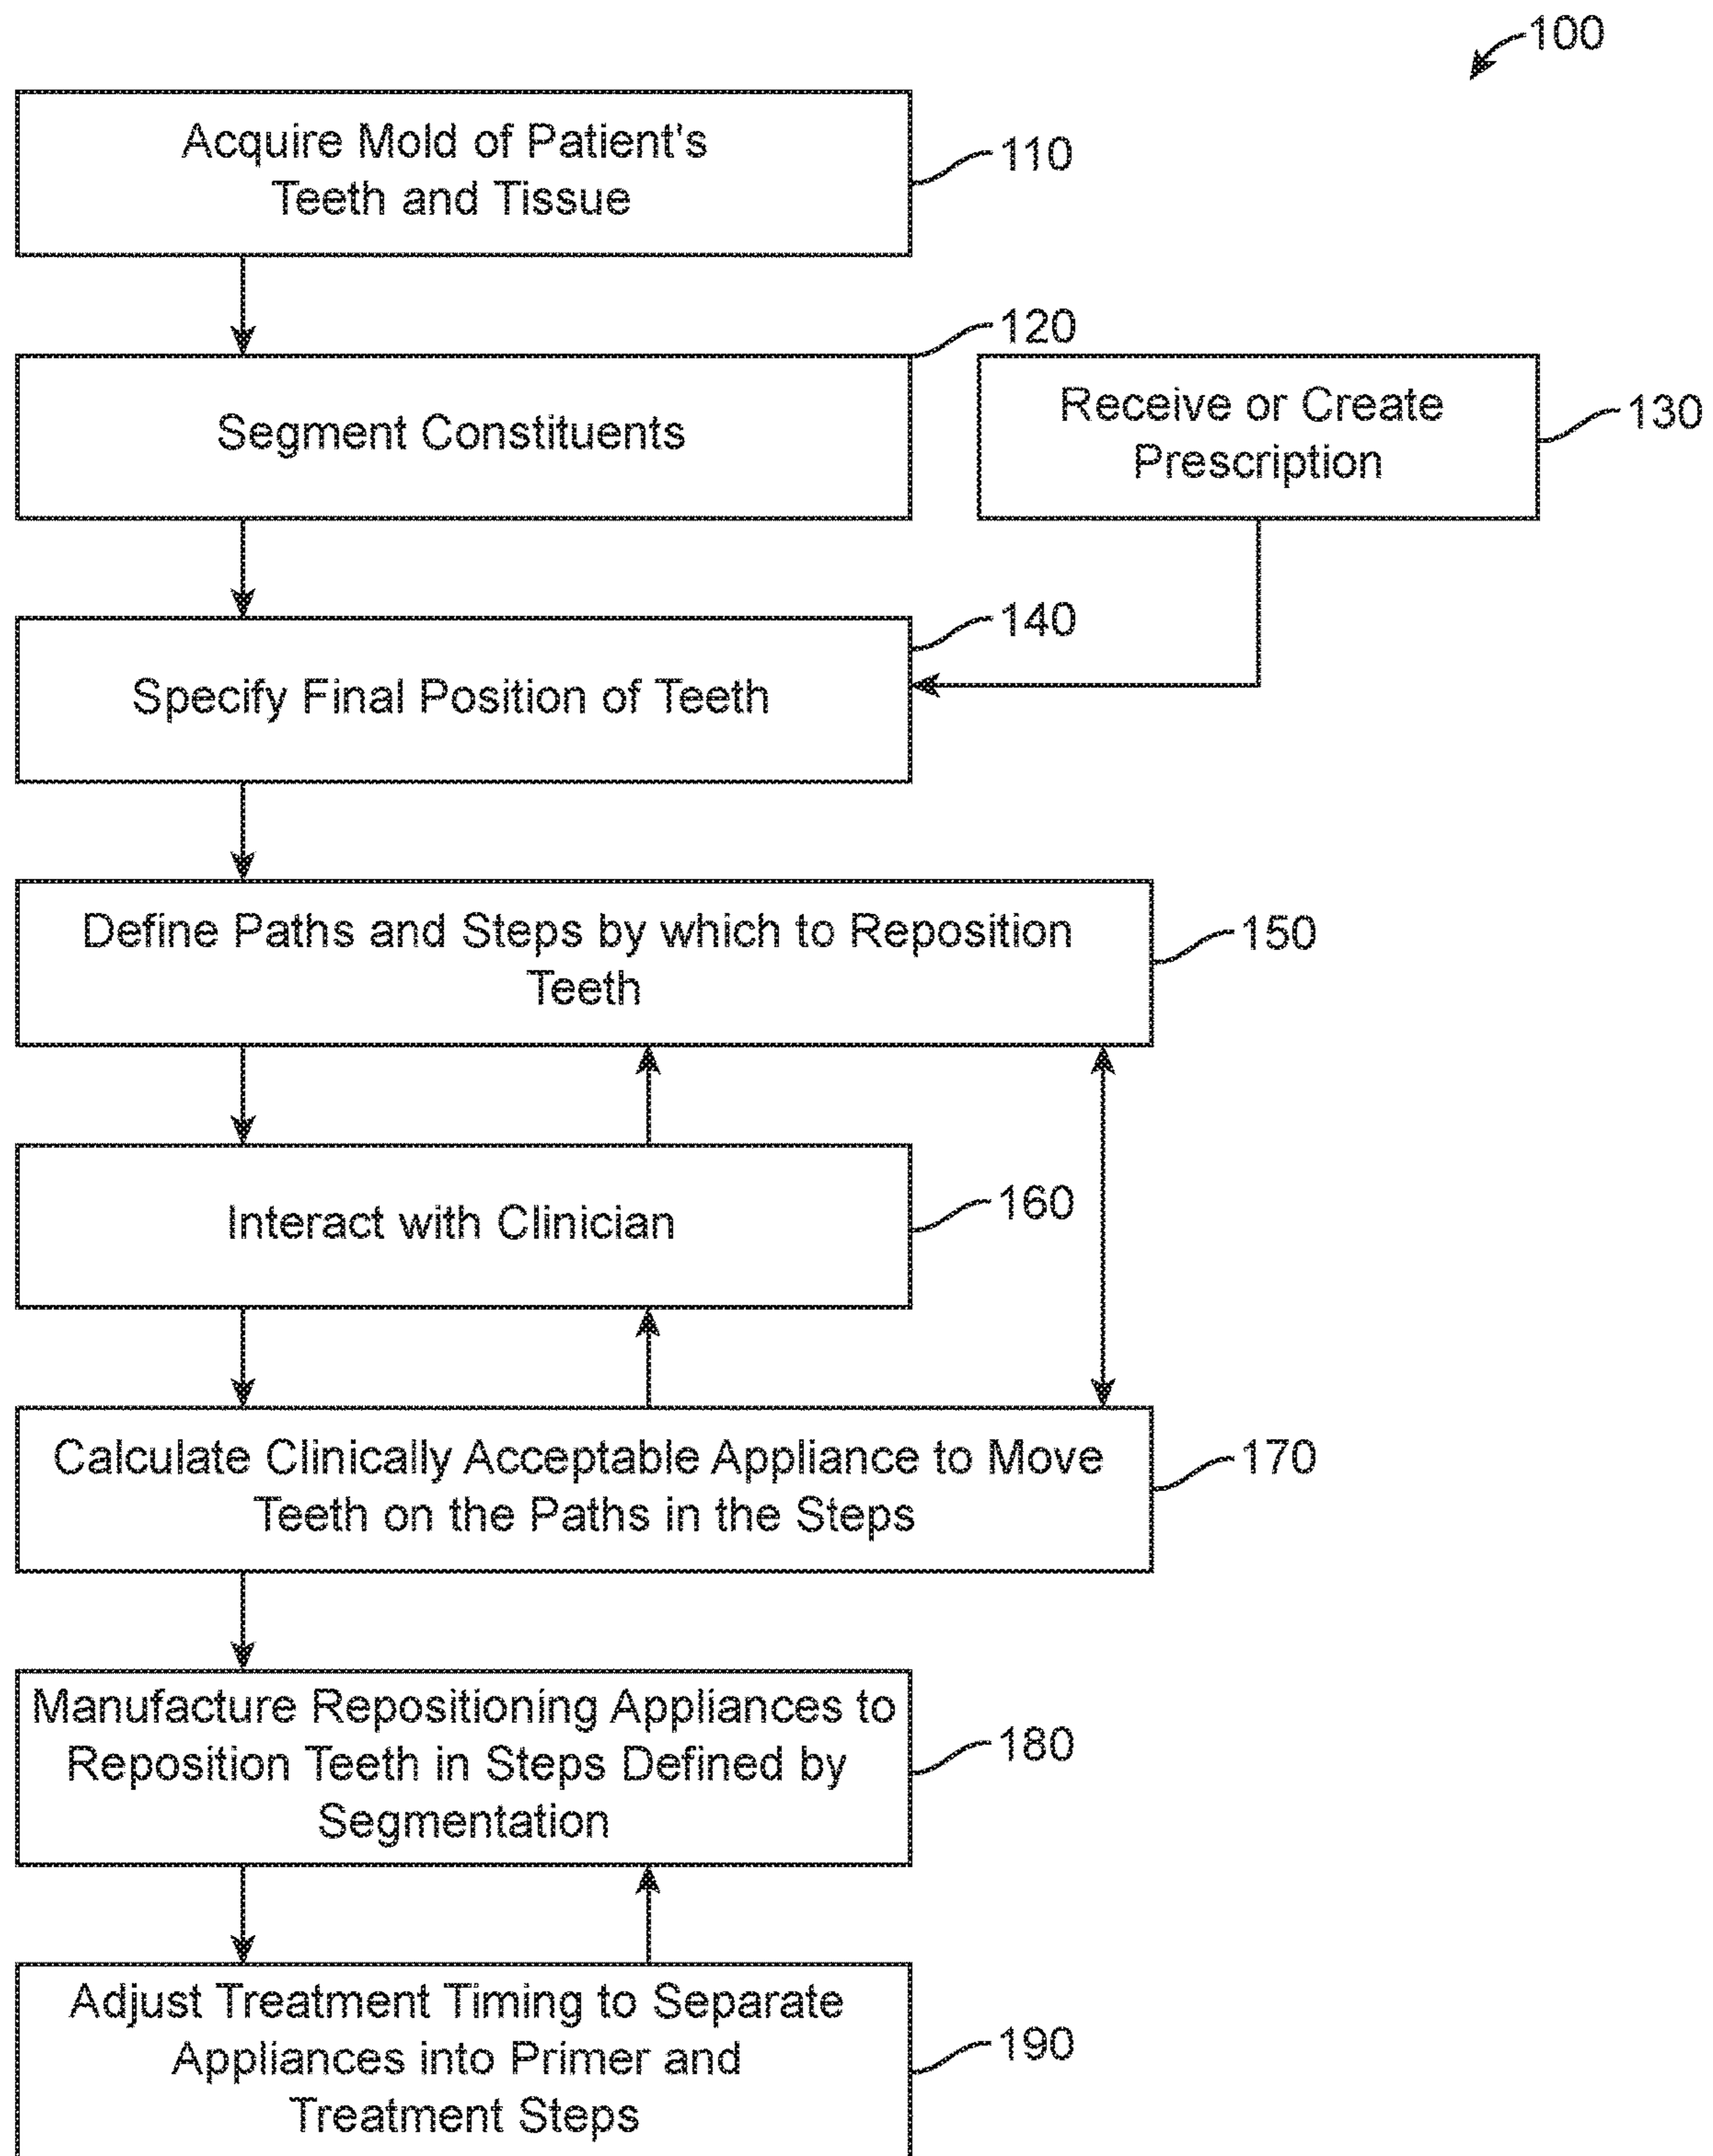 100
Acquire Mold of Patient's
Teeth and Tissue
110
120
Segment Constituents
Receive or Create
Prescription
130
140
Specify Final Position of Teeth
Define Paths and Steps by which to Reposition
Teeth
150
Interact with Clinician
160
Calculate Clinically Acceptable Appliance to Move
Teeth on the Paths in the Steps
170
Manufacture Repositioning Appliances to
Reposition Teeth in Steps Defined by
Segmentation
180
Adjust Treatment Timing to Separate
Appliances into Primer and
Treatment Steps
190